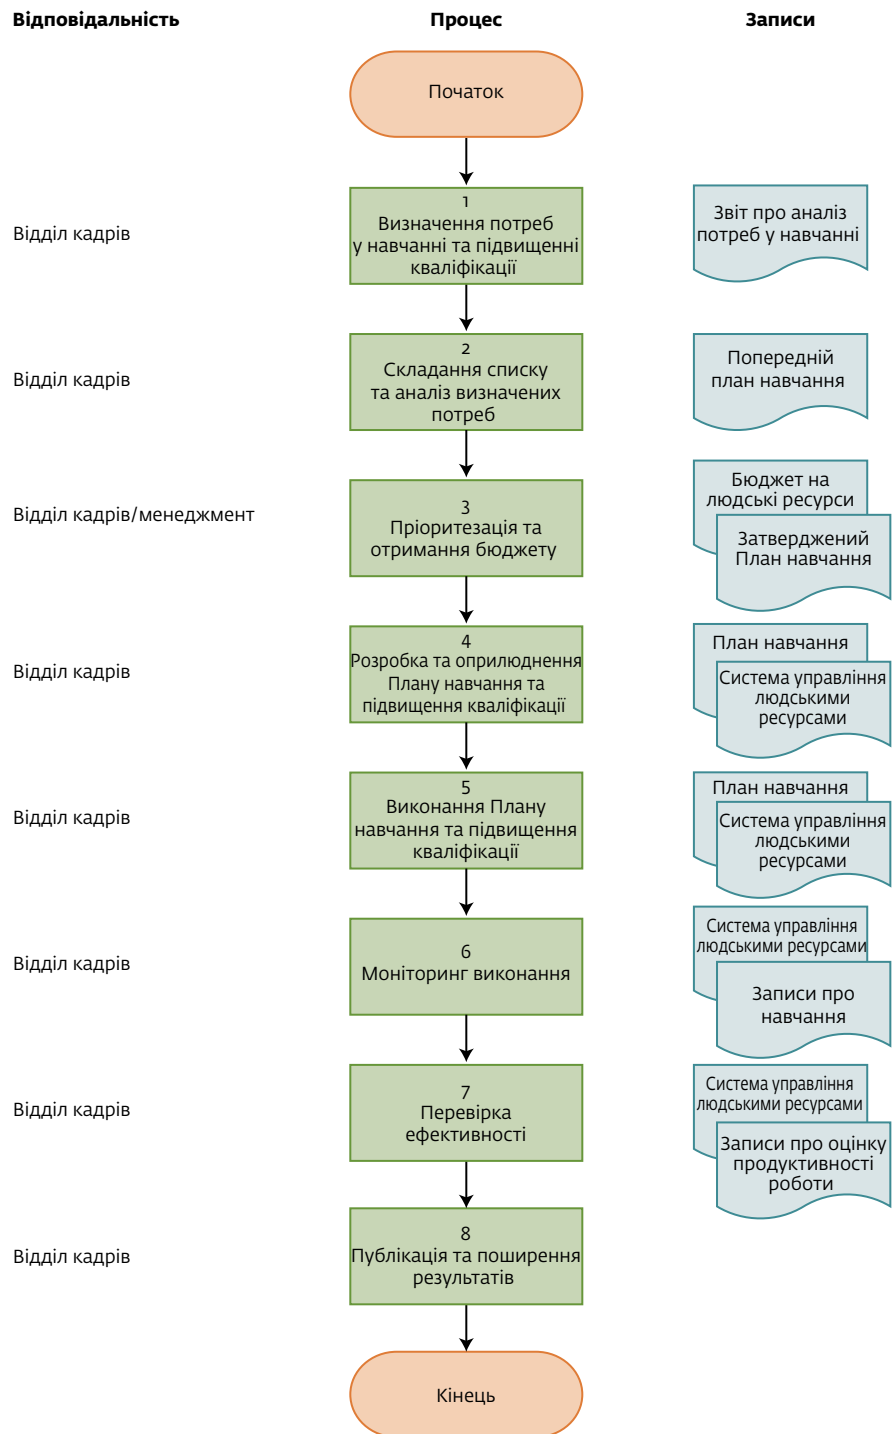 Відповідальність
Процес
Записи
Початок
Відділ кадрів
1
Визначення потреб
у навчанні та підвищенні
кваліфікації
Звіт про аналіз
потреб у навчанні
Відділ кадрів
2
Складання списку
та аналіз визначених
потреб
Попередній
план навчання
Відділ кадрів/менеджмент
3
Пріоритезація та
отримання бюджету
Бюджет на
людські ресурси
Затверджений
План навчання
Відділ кадрів
4
Розробка та оприлюднення
Плану навчання та
підвищення кваліфікації
План навчання
Система управління
людськими
ресурсами
Відділ кадрів
5
Виконання Плану
навчання та підвищення
кваліфікації
План навчання
Система управління
людськими
ресурсами
Відділ кадрів
6
Моніторинг виконання
Система управління
людськими ресурсами
Записи про
навчання
Відділ кадрів
7
Перевірка
ефективності
Система управління
людськими ресурсами
Записи про оцінку
продуктивності
роботи
Відділ кадрів
8
Публікація та поширення
результатів
Кінець